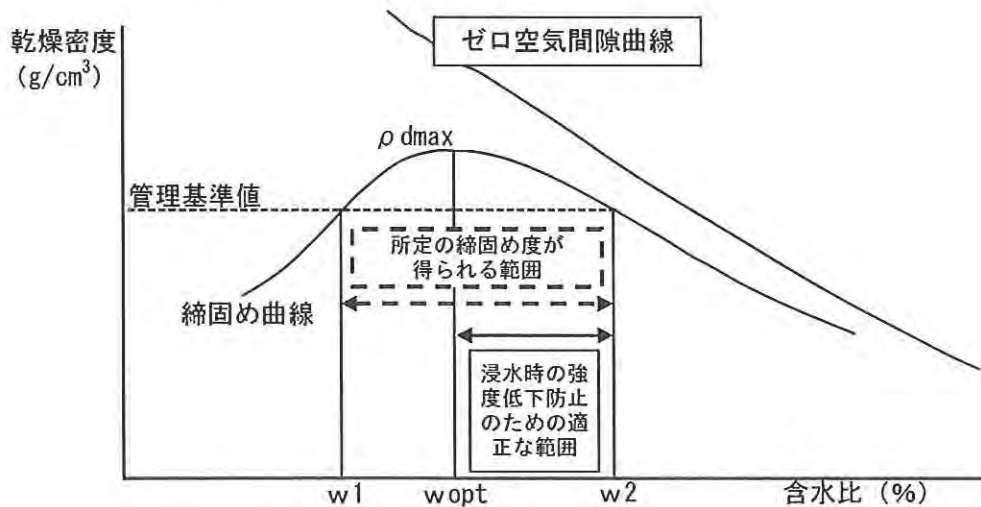 乾燥密度
(g/cm³)
ゼロ空気間隙曲線
ρdmax
管理基準値
所定の締固め度が
得られる範囲
締固め曲線
浸水時の強
度低下防止
のための適
正な範囲
w1
wopt
w2
含水比 (%)